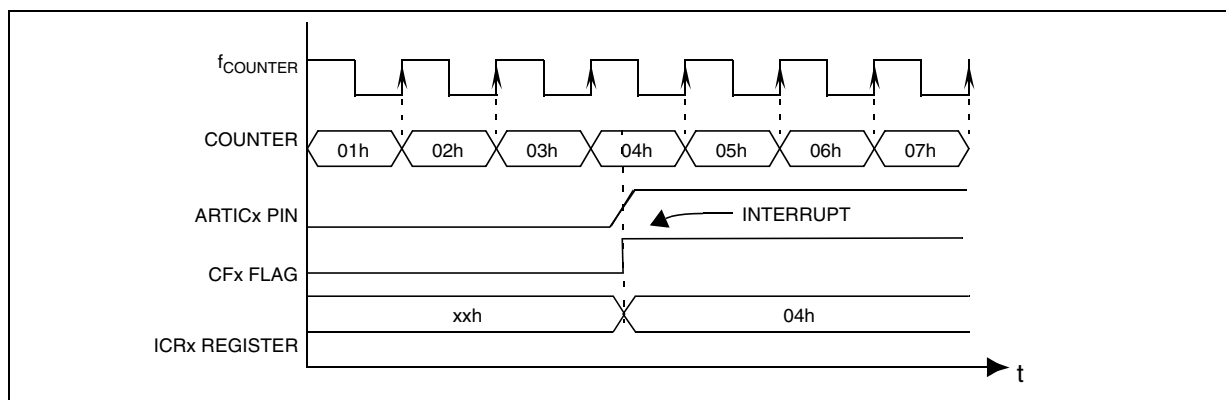 fCOUNTER
COUNTER
01h 02h 03h 04h 05h 06h 07h
ARTICx PIN
INTERRUPT
CFx FLAG
xxh 04h
ICRx REGISTER
t